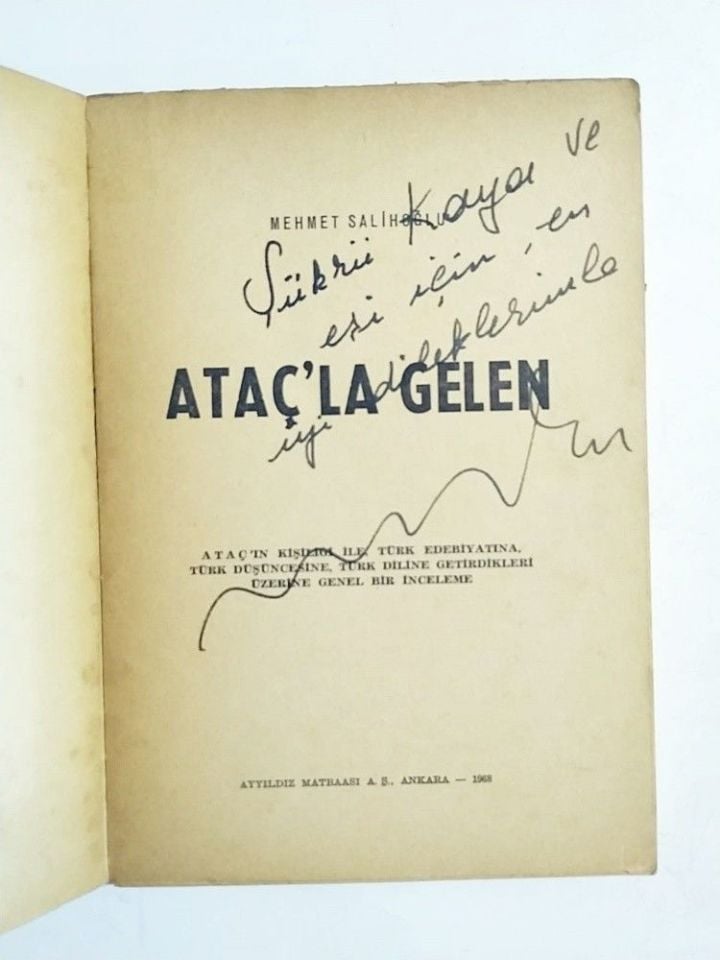 MEHMET SALİHOĞLU
Şükrü Kaya ve
eşi için, en
iyi dileklerimle
ATAÇ'LA GELEN
ATAÇ'IN KİŞİLİĞİ İLE, TÜRK EDEBİYATINA,
TÜRK DÜŞÜNCESİNE, TÜRK DİLİNE GETİRDİKLERİ
ÜZERİNE GENEL BİR İNCELEME
AYYILDIZ MATBAASI A. Ş., ANKARA — 1968